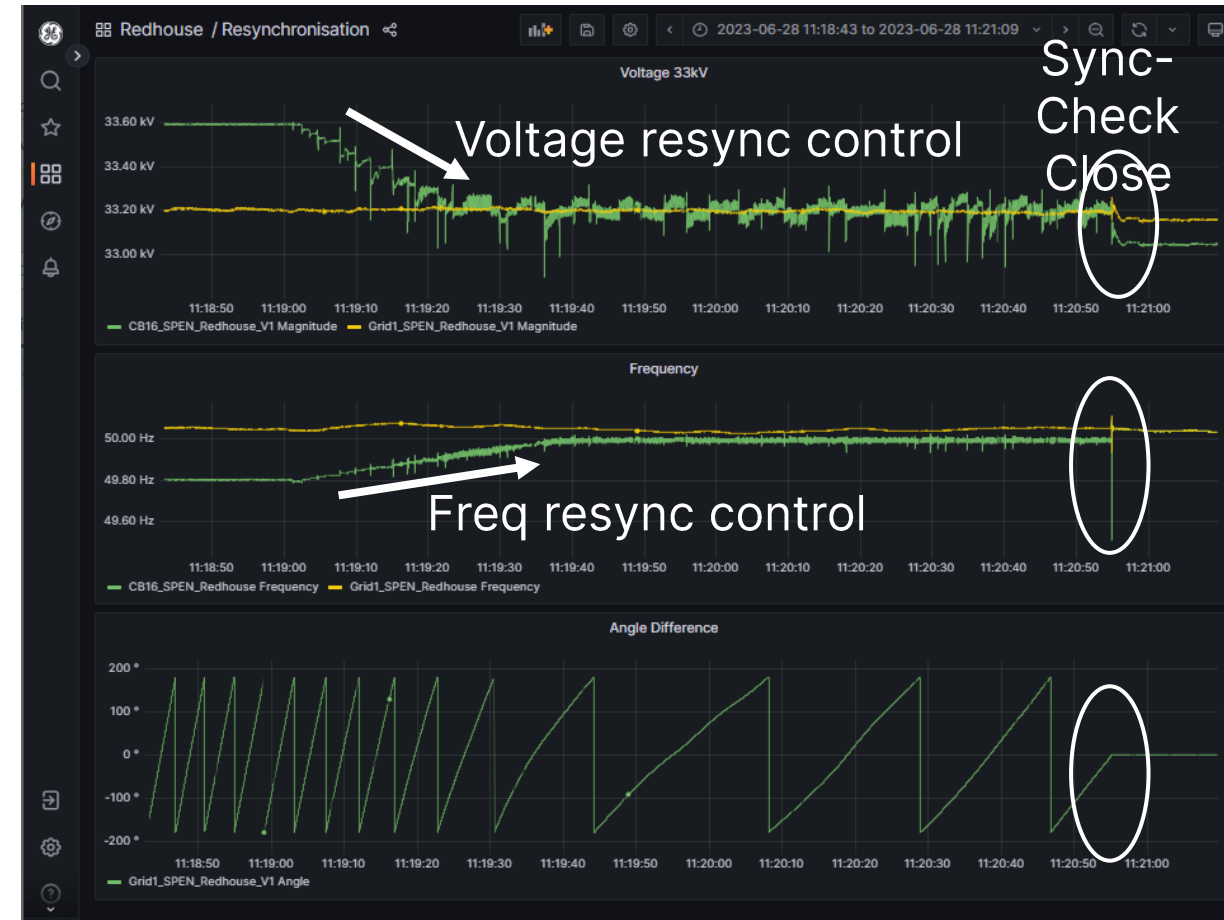 Redhouse / Resynchronisation
2023-06-28 11:18:43 to 2023-06-28 11:21:09
Sync-
Check
Close
Voltage 33kV
Voltage resync control
33.60 kV
33.40 kV
33.20 kV
33.00 kV
11:18:50 11:19:00 11:19:10 11:19:20 11:19:30 11:19:40 11:19:50 11:20:00 11:20:10 11:20:20 11:20:30 11:20:40 11:20:50 11:21:00
CB16_SPEN_Redhouse_V1 Magnitude Grid1_SPEN_Redhouse_V1 Magnitude
Frequency
50.00 Hz
49.80 Hz
49.60 Hz
Freq resync control
11:18:50 11:19:00 11:19:10 11:19:20 11:19:30 11:19:40 11:19:50 11:20:00 11:20:10 11:20:20 11:20:30 11:20:40 11:20:50 11:21:00
CB16_SPEN_Redhouse Frequency Grid1_SPEN_Redhouse Frequency
Angle Difference
200 °
100 °
0 °
-100 °
-200 °
11:18:50 11:19:00 11:19:10 11:19:20 11:19:30 11:19:40 11:19:50 11:20:00 11:20:10 11:20:20 11:20:30 11:20:40 11:20:50 11:21:00
Grid1_SPEN_Redhouse_V1 Angle